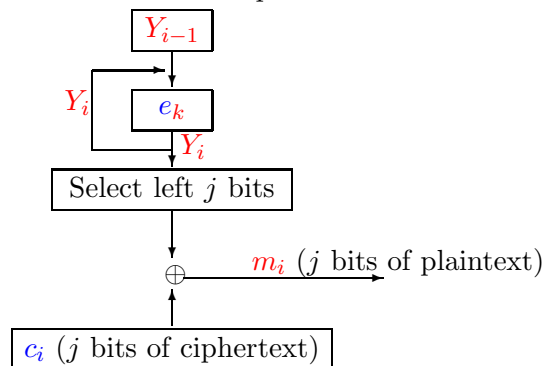 Y_{i−1}
Y_i
e_k
Y_i
Select left j bits
⊕
m_i (j bits of plaintext)
c_i (j bits of ciphertext)